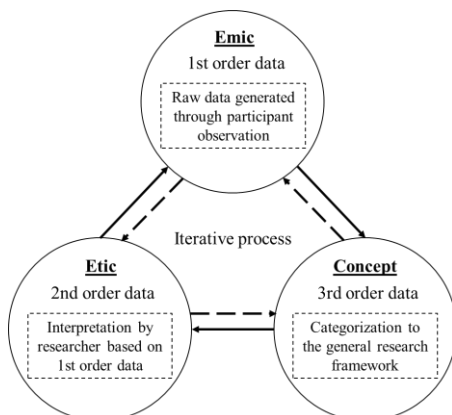 Emic
1st order data
Raw data generated
through participant
observation
Iterative process
Etic
2nd order data
Interpretation by
researcher based on
1st order data
Concept
3rd order data
Categorization to
the general research
framework